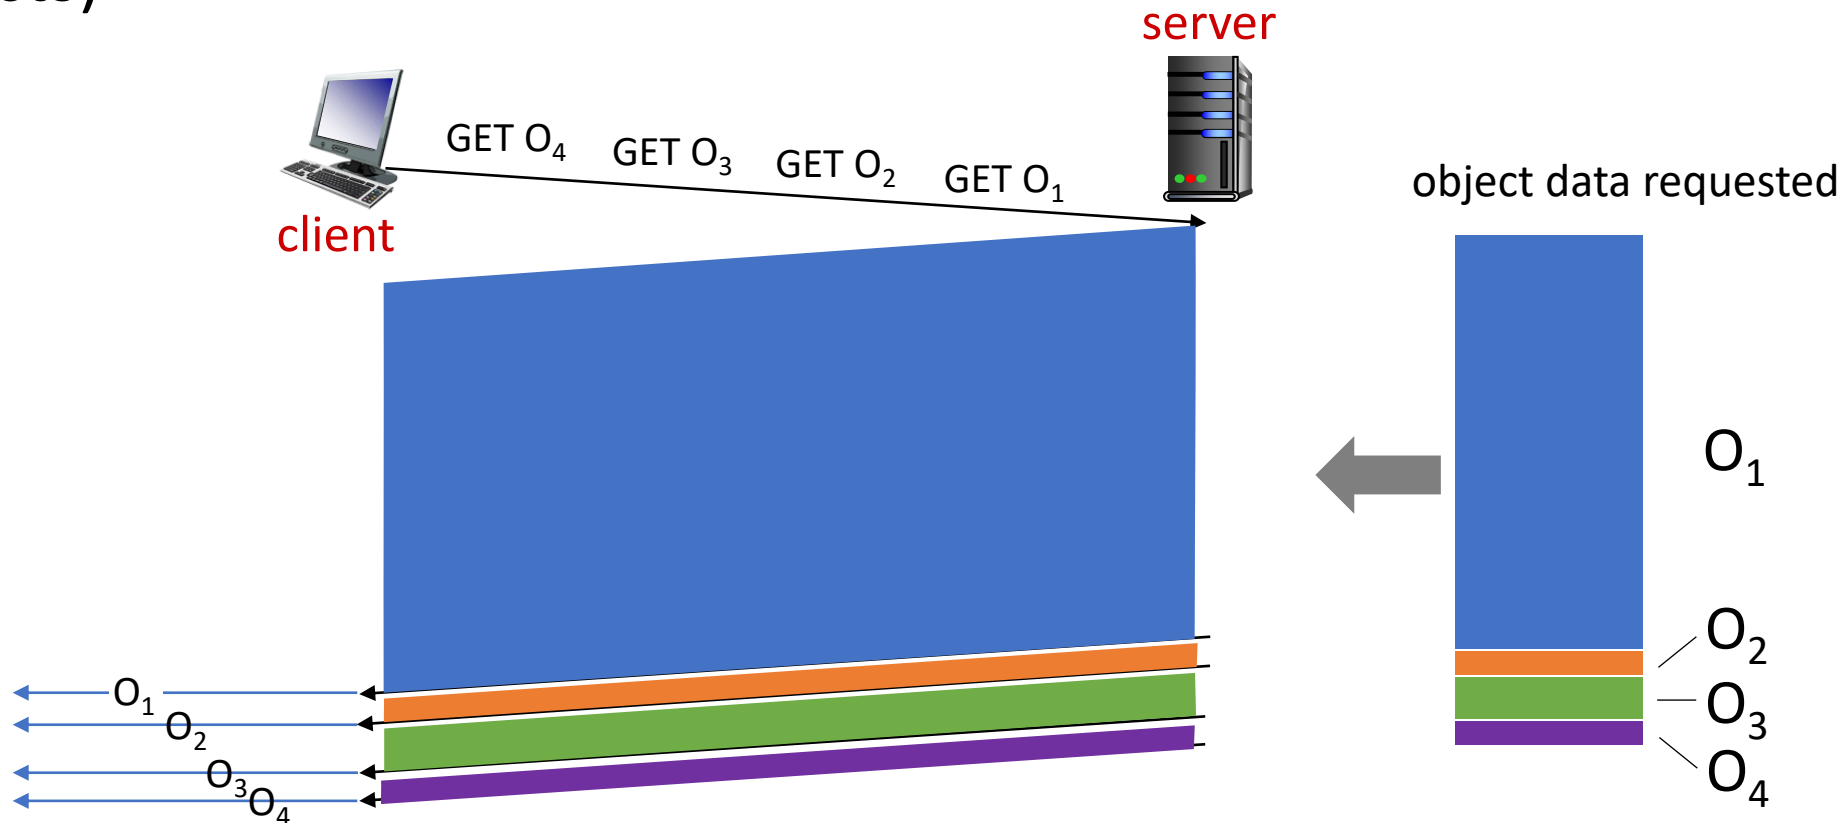 server
GET O₄ GET O₃ GET O₂ GET O₁
object data requested
client
O₁
O₂
O₃
O₄
O₁
O₂
O₃
O₄